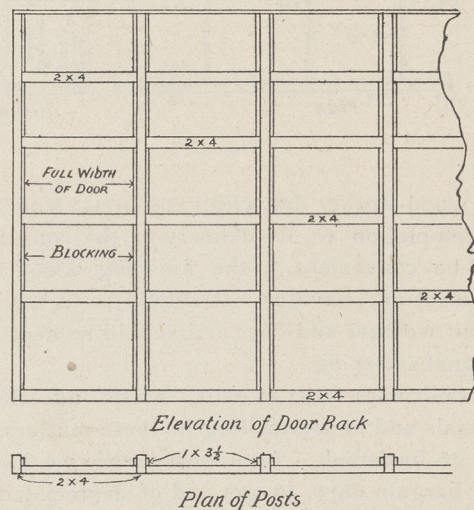 2 x 4
2 x 4
FULL WIDTH
OF DOOR
2 x 4
BLOCKING
2 x 4
2 x 4
Elevation of Door Rack
1 x 3½
2 x 4
Plan of Posts